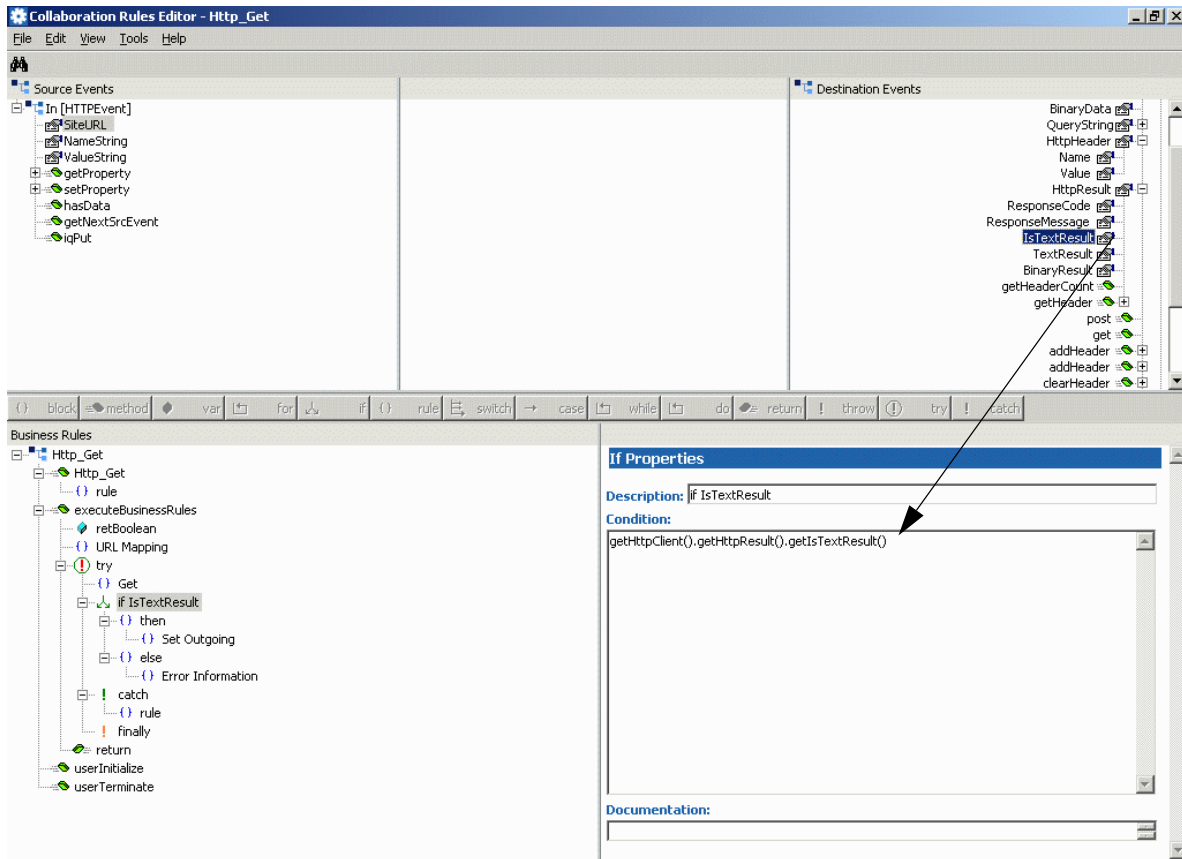 Collaboration Rules Editor - Http_Get
File Edit View Tools Help
Source Events
In [HTTPEvent]
SiteURL
NameString
ValueString
getProperty
setProperty
hasData
getNextSrcEvent
iqPut
Destination Events
BinaryData
QueryString
HttpHeader
Name
Value
HttpResult
ResponseCode
ResponseMessage
IsTextResult
TextResult
BinaryResult
getHeaderCount
getHeader
post
get
addHeader
addHeader
clearHeader
{} block method var for if {} rule switch case while do return ! throw try ! catch
Business Rules
Http_Get
Http_Get
{} rule
executeBusinessRules
retBoolean
{} URL Mapping
try
{} Get
if IsTextResult
{} then
{} Set Outgoing
{} else
{} Error Information
! catch
{} rule
! finally
return
userInitialize
userTerminate
If Properties
Description: if IsTextResult
Condition:
getHttpClient().getHttpResult().getIsTextResult()
Documentation: